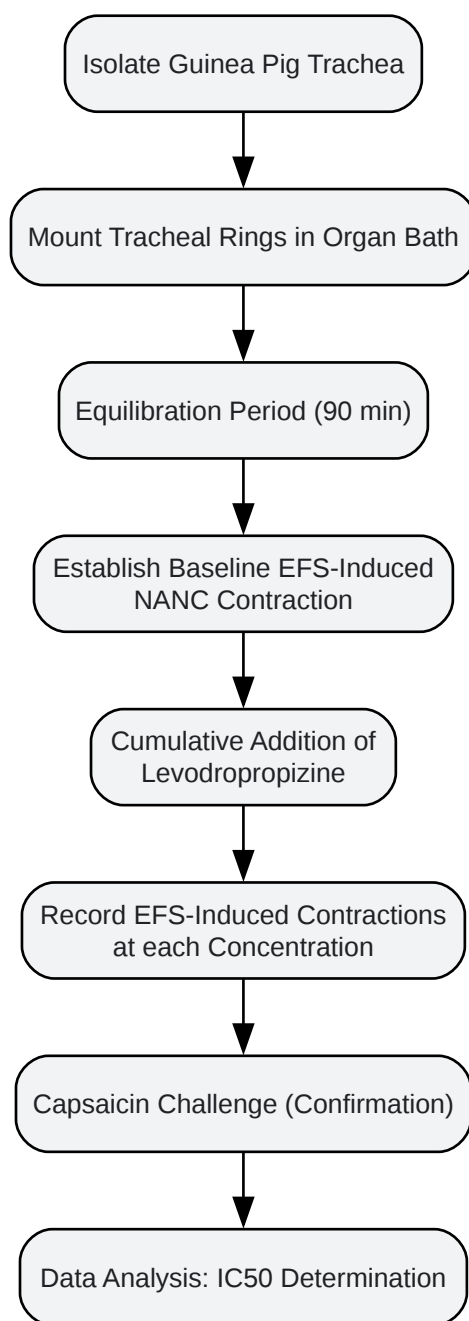 Isolate Guinea Pig Trachea
Mount Tracheal Rings in Organ Bath
Equilibration Period (90 min)
Establish Baseline EFS-Induced
NANC Contraction
Cumulative Addition of
Levodropropizine
Record EFS-Induced Contractions
at each Concentration
Capsaicin Challenge (Confirmation)
Data Analysis: IC50 Determination